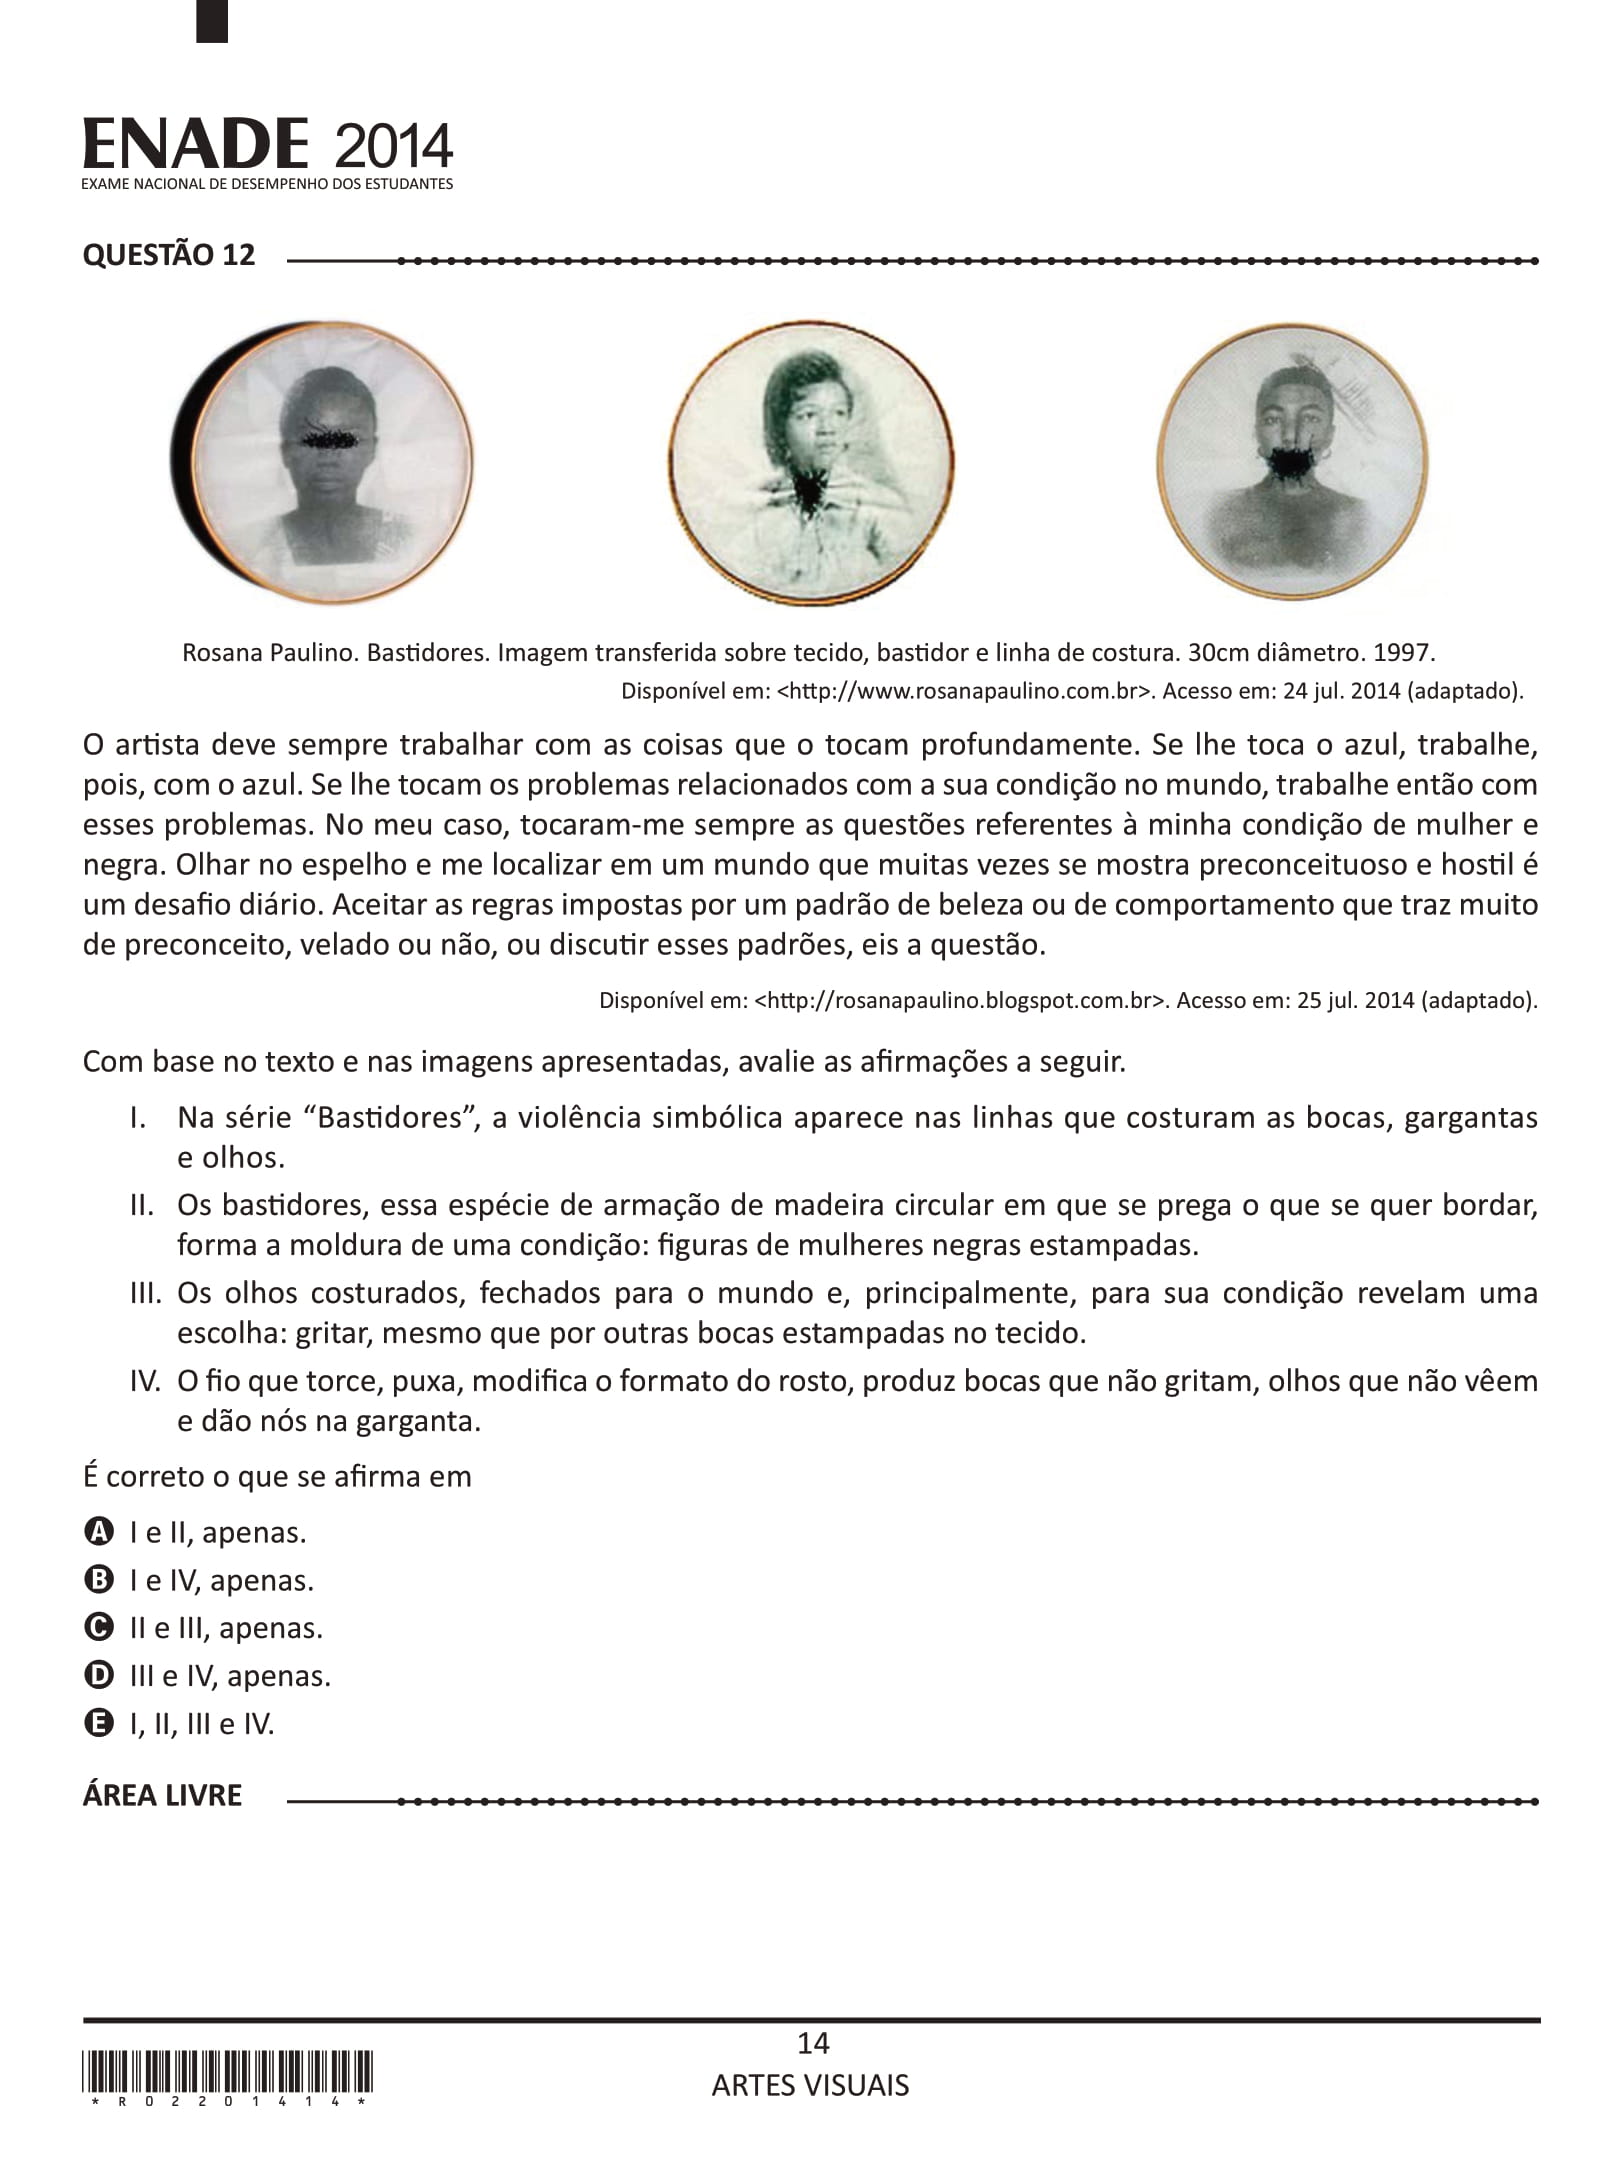 ENADE 2014
EXAME NACIONAL DE DESEMPENHO DOS ESTUDANTES
QUESTÃO 12
Rosana Paulino. Bastidores. Imagem transferida sobre tecido, bastidor e linha de costura. 30cm diâmetro. 1997.
Disponível em: <http://www.rosanapaulino.com.br>. Acesso em: 24 jul. 2014 (adaptado).
O artista deve sempre trabalhar com as coisas que o tocam profundamente. Se lhe toca o azul, trabalhe,
pois, com o azul. Se lhe tocam os problemas relacionados com a sua condição no mundo, trabalhe então com
esses problemas. No meu caso, tocaram-me sempre as questões referentes à minha condição de mulher e
negra. Olhar no espelho e me localizar em um mundo que muitas vezes se mostra preconceituoso e hostil é
um desafio diário. Aceitar as regras impostas por um padrão de beleza ou de comportamento que traz muito
de preconceito, velado ou não, ou discutir esses padrões, eis a questão.
Disponível em: <http://rosanapaulino.blogspot.com.br>. Acesso em: 25 jul. 2014 (adaptado).
Com base no texto e nas imagens apresentadas, avalie as afirmações a seguir.
I. Na série “Bastidores”, a violência simbólica aparece nas linhas que costuram as bocas, gargantas
e olhos.
II. Os bastidores, essa espécie de armação de madeira circular em que se prega o que se quer bordar,
forma a moldura de uma condição: figuras de mulheres negras estampadas.
III. Os olhos costurados, fechados para o mundo e, principalmente, para sua condição revelam uma
escolha: gritar, mesmo que por outras bocas estampadas no tecido.
IV. O fio que torce, puxa, modifica o formato do rosto, produz bocas que não gritam, olhos que não vêem
e dão nós na garganta.
É correto o que se afirma em
A I e II, apenas.
B I e IV, apenas.
C II e III, apenas.
D III e IV, apenas.
E I, II, III e IV.
ÁREA LIVRE
14
ARTES VISUAIS
*R02201414*